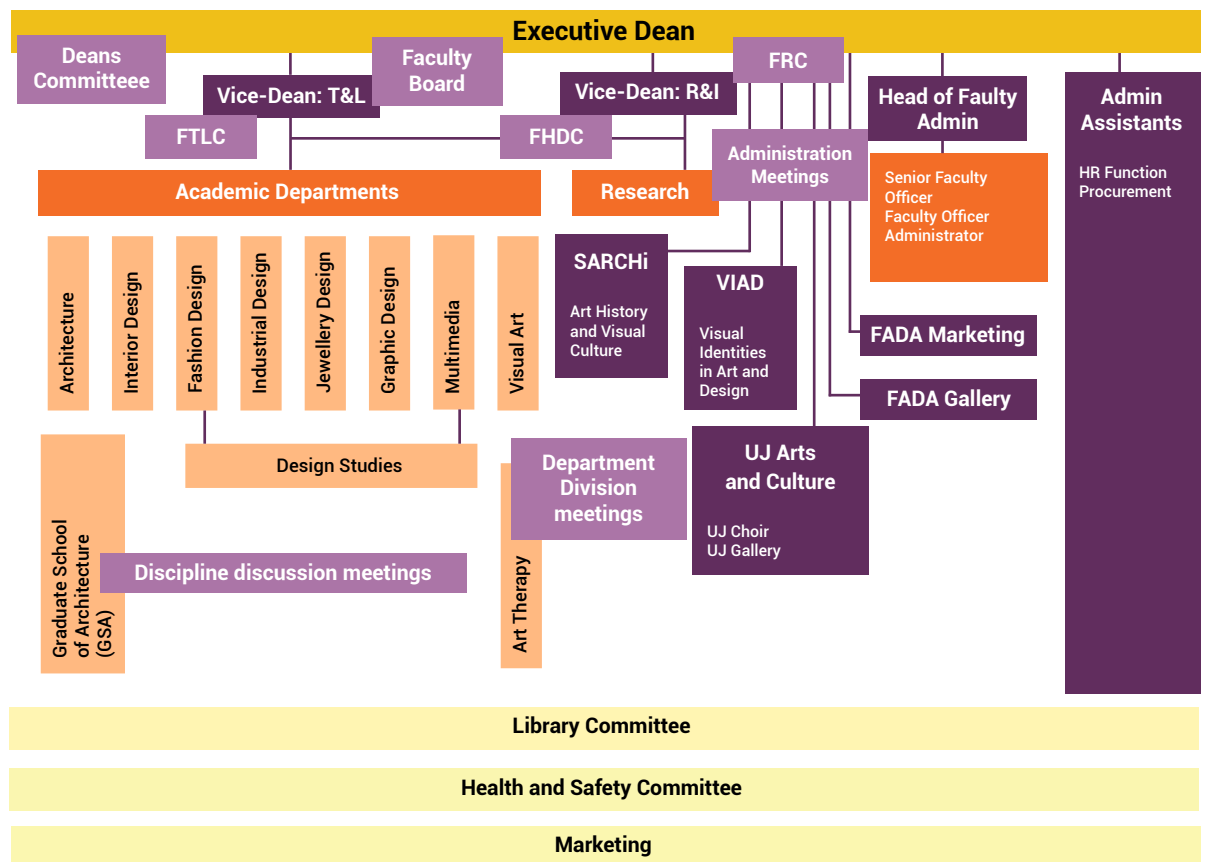 Executive Dean
Deans
Committeee
Faculty
Board
FRC
Vice-Dean: T&L
Vice-Dean: R&I
Head of Faulty
Admin
Admin
Assistants
HR Function
Procurement
FTLC
FHDC
Administration
Meetings
Academic Departments
Research
Senior Faculty
Officer
Faculty Officer
Administrator
Architecture
Interior Design
Fashion Design
Industrial Design
Jewellery Design
Graphic Design
Multimedia
Visual Art
SARCHi
Art History
and Visual
Culture
VIAD
Visual
Identities
in Art and
Design
FADA Marketing
FADA Gallery
Design Studies
Department
Division
meetings
UJ Arts
and Culture
UJ Choir
UJ Gallery
Graduate School
of Architecture
(GSA)
Discipline discussion meetings
Art Therapy
Library Committee
Health and Safety Committee
Marketing